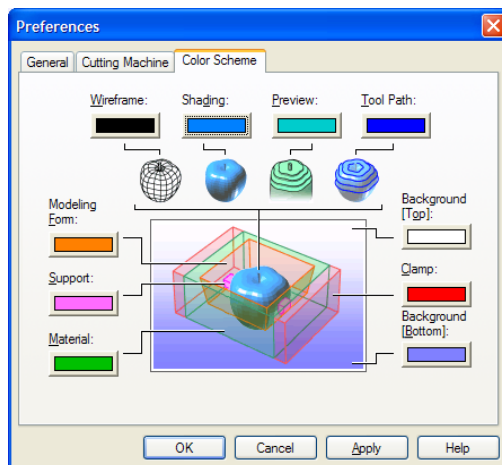 Preferences
General Cutting Machine Color Scheme
Wireframe: Shading: Preview: Tool Path:
Modeling
Form:
Background
[Top]:
Support:
Clamp:
Material:
Background
[Bottom]:
OK Cancel Apply Help